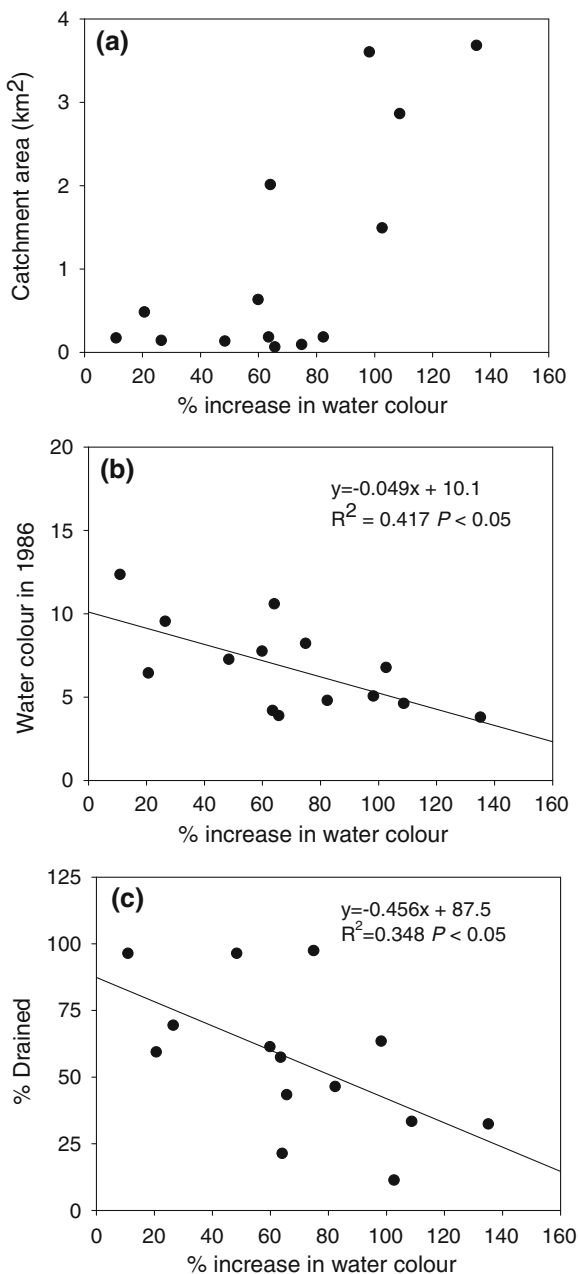 (a)
Catchment area (km²)
4
3
2
1
0
0 20 40 60 80 100 120 140 160
% increase in water colour
(b)
y=-0.049x + 10.1
R² = 0.417 P < 0.05
Water colour in 1986
20
15
10
5
0
0 20 40 60 80 100 120 140 160
% increase in water colour
(c)
y=-0.456x + 87.5
R²=0.348 P < 0.05
% Drained
125
100
75
50
25
0
0 20 40 60 80 100 120 140 160
% increase in water colour